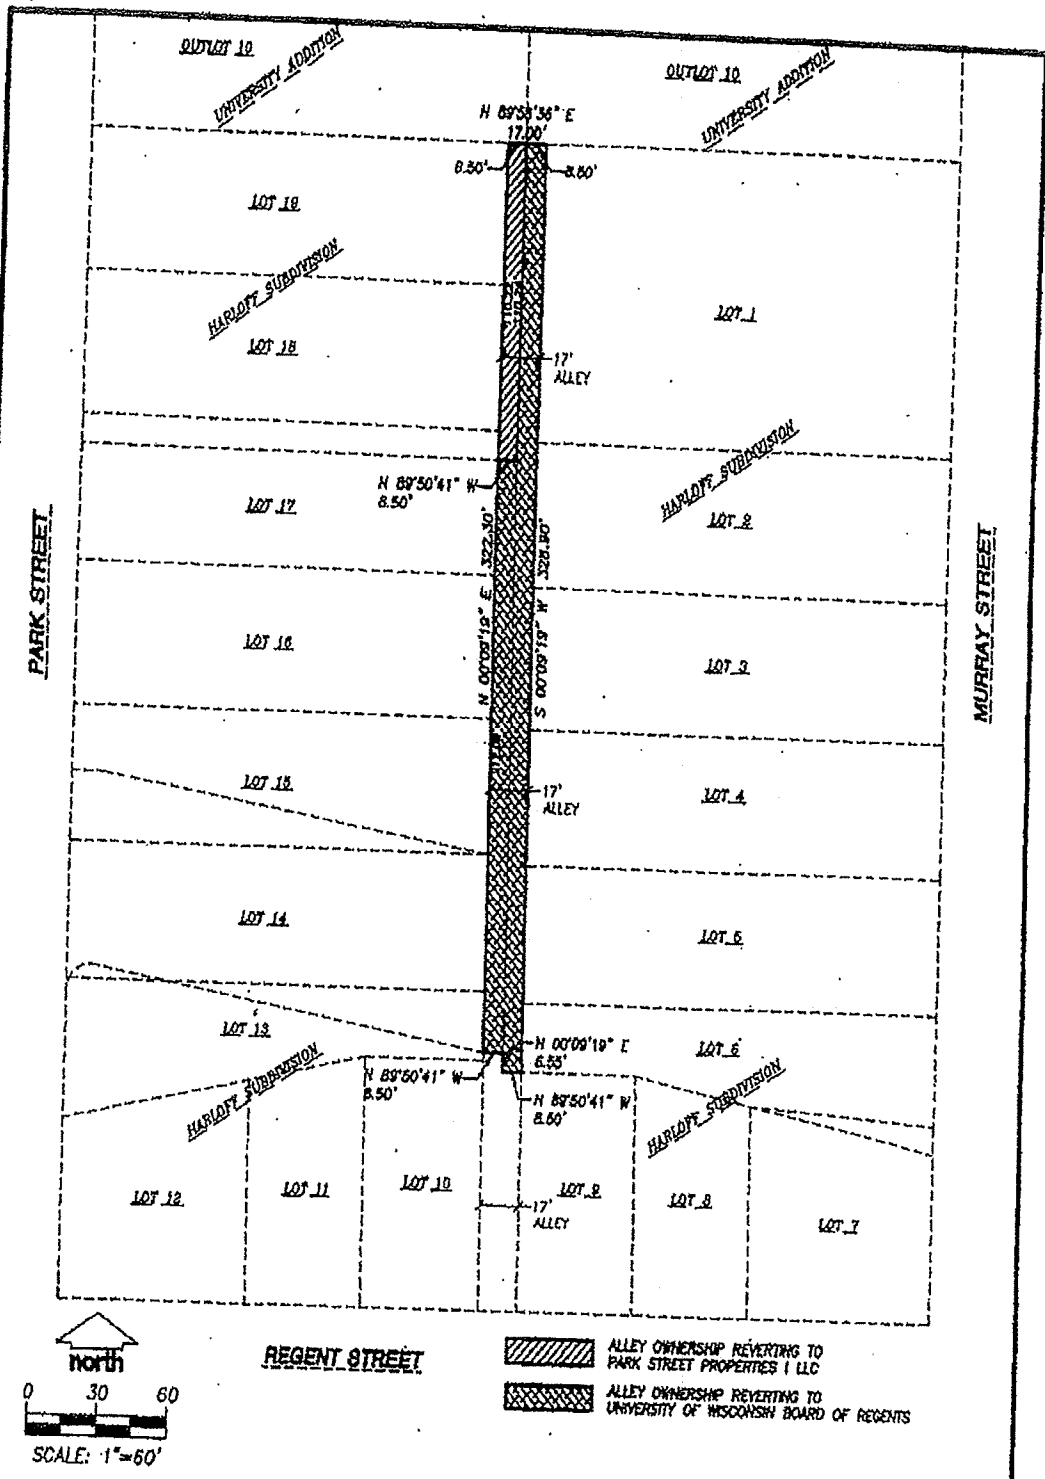 OUTLOT 10
UNIVERSITY ADDITION
OUTLOT 10
UNIVERSITY ADDITION
17.00'
8.50'
8.50'
LOT 19
HARLOFF SUBDIVISION
LOT 18
LOT 1
17'
ALLEY
HARLOFF SUBDIVISION
N 89°50'41" W
8.50'
LOT 17
LOT 2
N 00°09'19" E 322.30'
S 00°09'19" W 328.90'
PARK STREET
MURRAY STREET
LOT 16
LOT 3
LOT 15
17'
ALLEY
LOT 4
LOT 14
LOT 5
LOT 13
N 00°09'19" E
6.55'
LOT 6
HARLOFF SUBDIVISION
N 89°50'41" W
8.50'
N 89°50'41" W
8.50'
HARLOFF SUBDIVISION
LOT 12
LOT 11
LOT 10
17'
ALLEY
LOT 9
LOT 8
LOT 7
north
REGENT STREET
ALLEY OWNERSHIP REVERTING TO
PARK STREET PROPERTIES I LLC
ALLEY OWNERSHIP REVERTING TO
UNIVERSITY OF WISCONSIN BOARD OF REGENTS
0 30 60
SCALE: 1"=60'